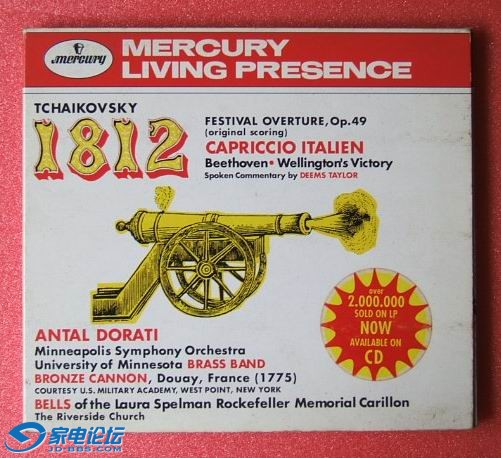 mercury
MERCURY
LIVING PRESENCE
TCHAIKOVSKY
1812
FESTIVAL OVERTURE, Op.49
(original scoring)
CAPRICCIO ITALIEN
Beethoven • Wellington's Victory
Spoken Commentary by DEEMS TAYLOR
over
2.000.000
SOLD ON LP
NOW
AVAILABLE ON
CD
ANTAL DORATI
Minneapolis Symphony Orchestra
University of Minnesota BRASS BAND
BRONZE CANNON, Douay, France (1775)
COURTESY U.S. MILITARY ACADEMY, WEST POINT, NEW YORK
BELLS of the Laura Spelman Rockefeller Memorial Carillon
The Riverside Church
家电论坛
JD-BBS.COM